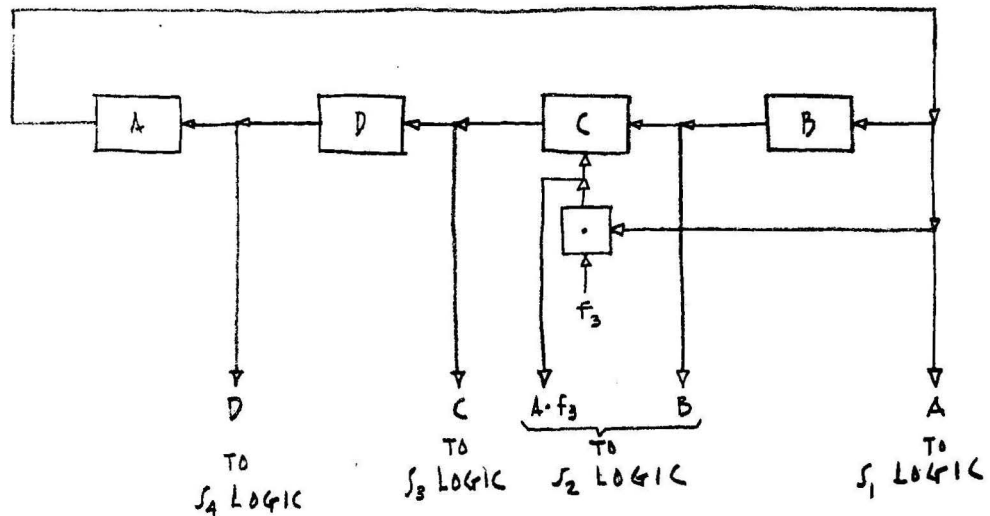 A D C B
·
F₃
D C A·f₃ B A
TO TO TO TO
S₄ LOGIC S₃ LOGIC S₂ LOGIC S₁ LOGIC